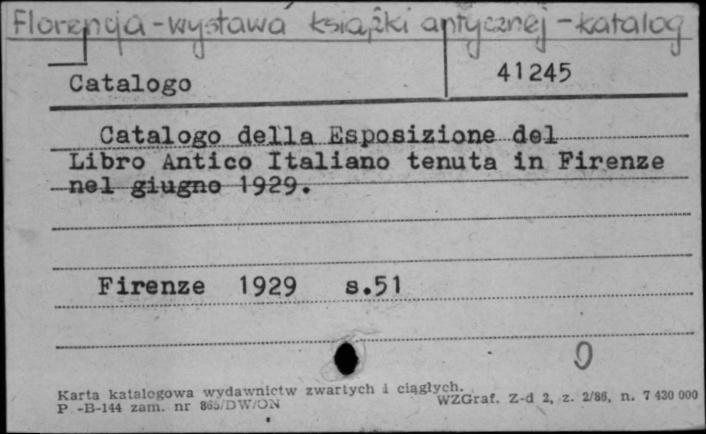 Florencja - wystawa książki antycznej - katalog
Catalogo
41245
Catalogo della Esposizione del
Libro Antico Italiano tenuta in Firenze
nel giugno 1929.
Firenze 1929 s.51
Karta katalogowa wydawnictw zwartych i ciągłych.
P -B-144 zam. nr 865/DW/ON
WZGraf. Z-d 2, z. 2/86, n. 7 430 000